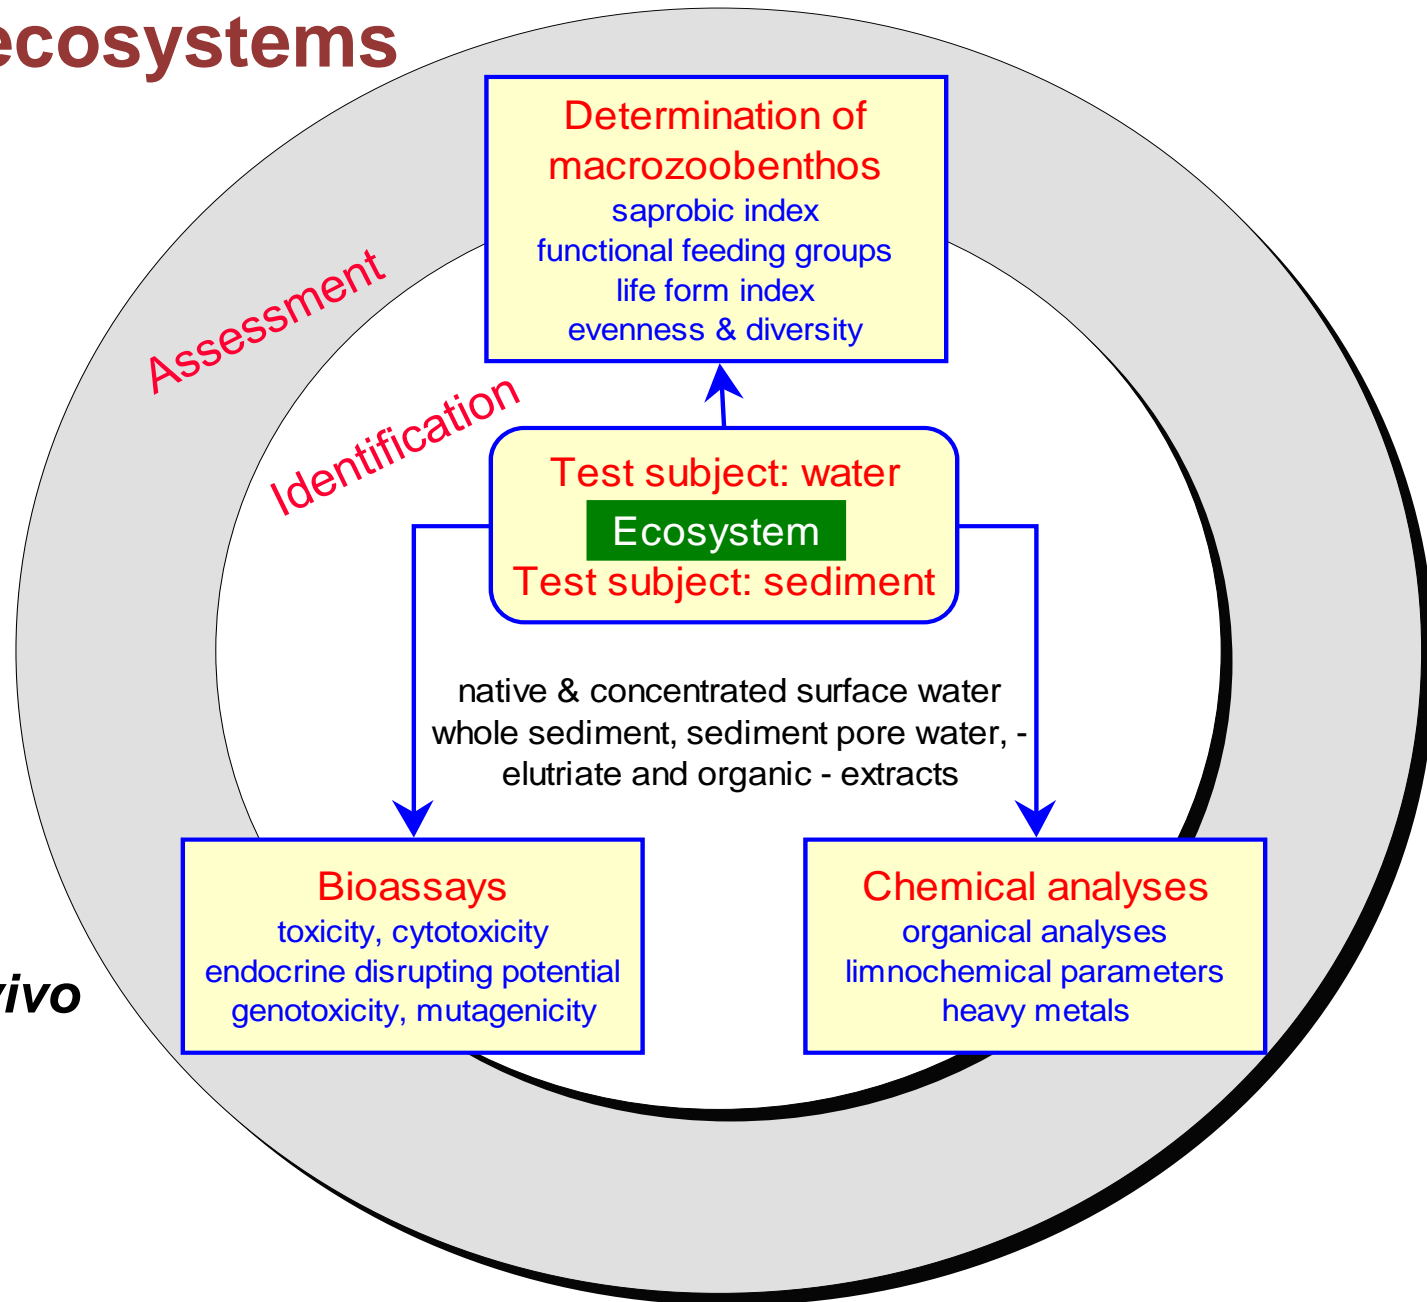 ecosystems
Determination of
macrozoobenthos
saprobic index
functional feeding groups
life form index
evenness & diversity
Assessment
Identification
Test subject: water
Ecosystem
Test subject: sediment
native & concentrated surface water
whole sediment, sediment pore water, -
elutriate and organic - extracts
Bioassays
toxicity, cytotoxicity
endocrine disrupting potential
genotoxicity, mutagenicity
Chemical analyses
organical analyses
limnochemical parameters
heavy metals
vivo